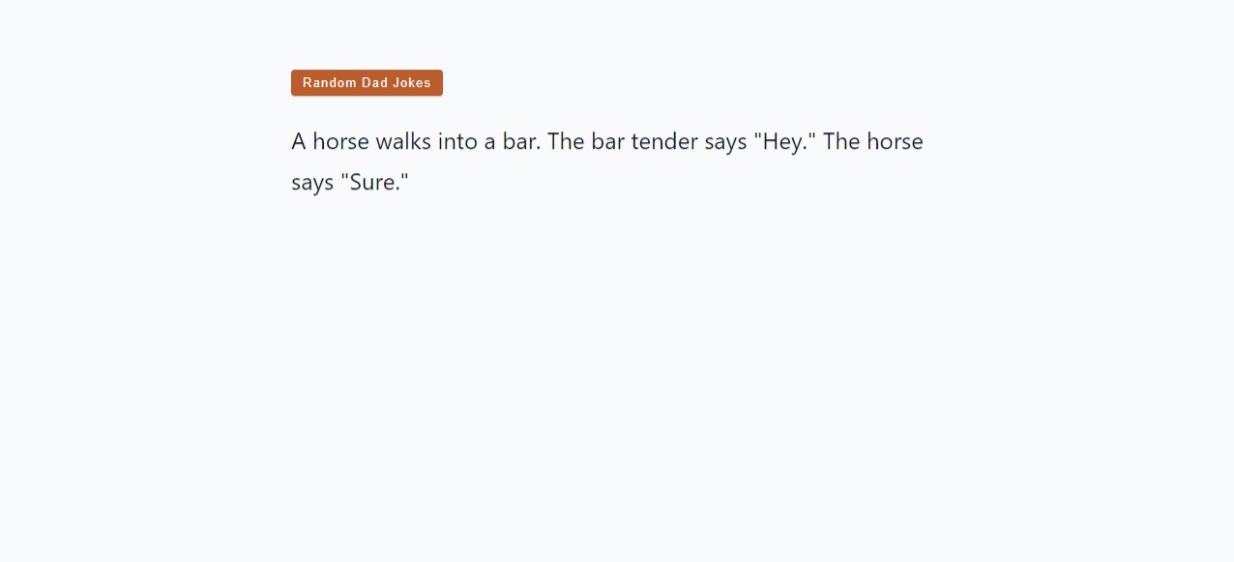 Random Dad Jokes
A horse walks into a bar. The bar tender says "Hey." The horse
says "Sure."